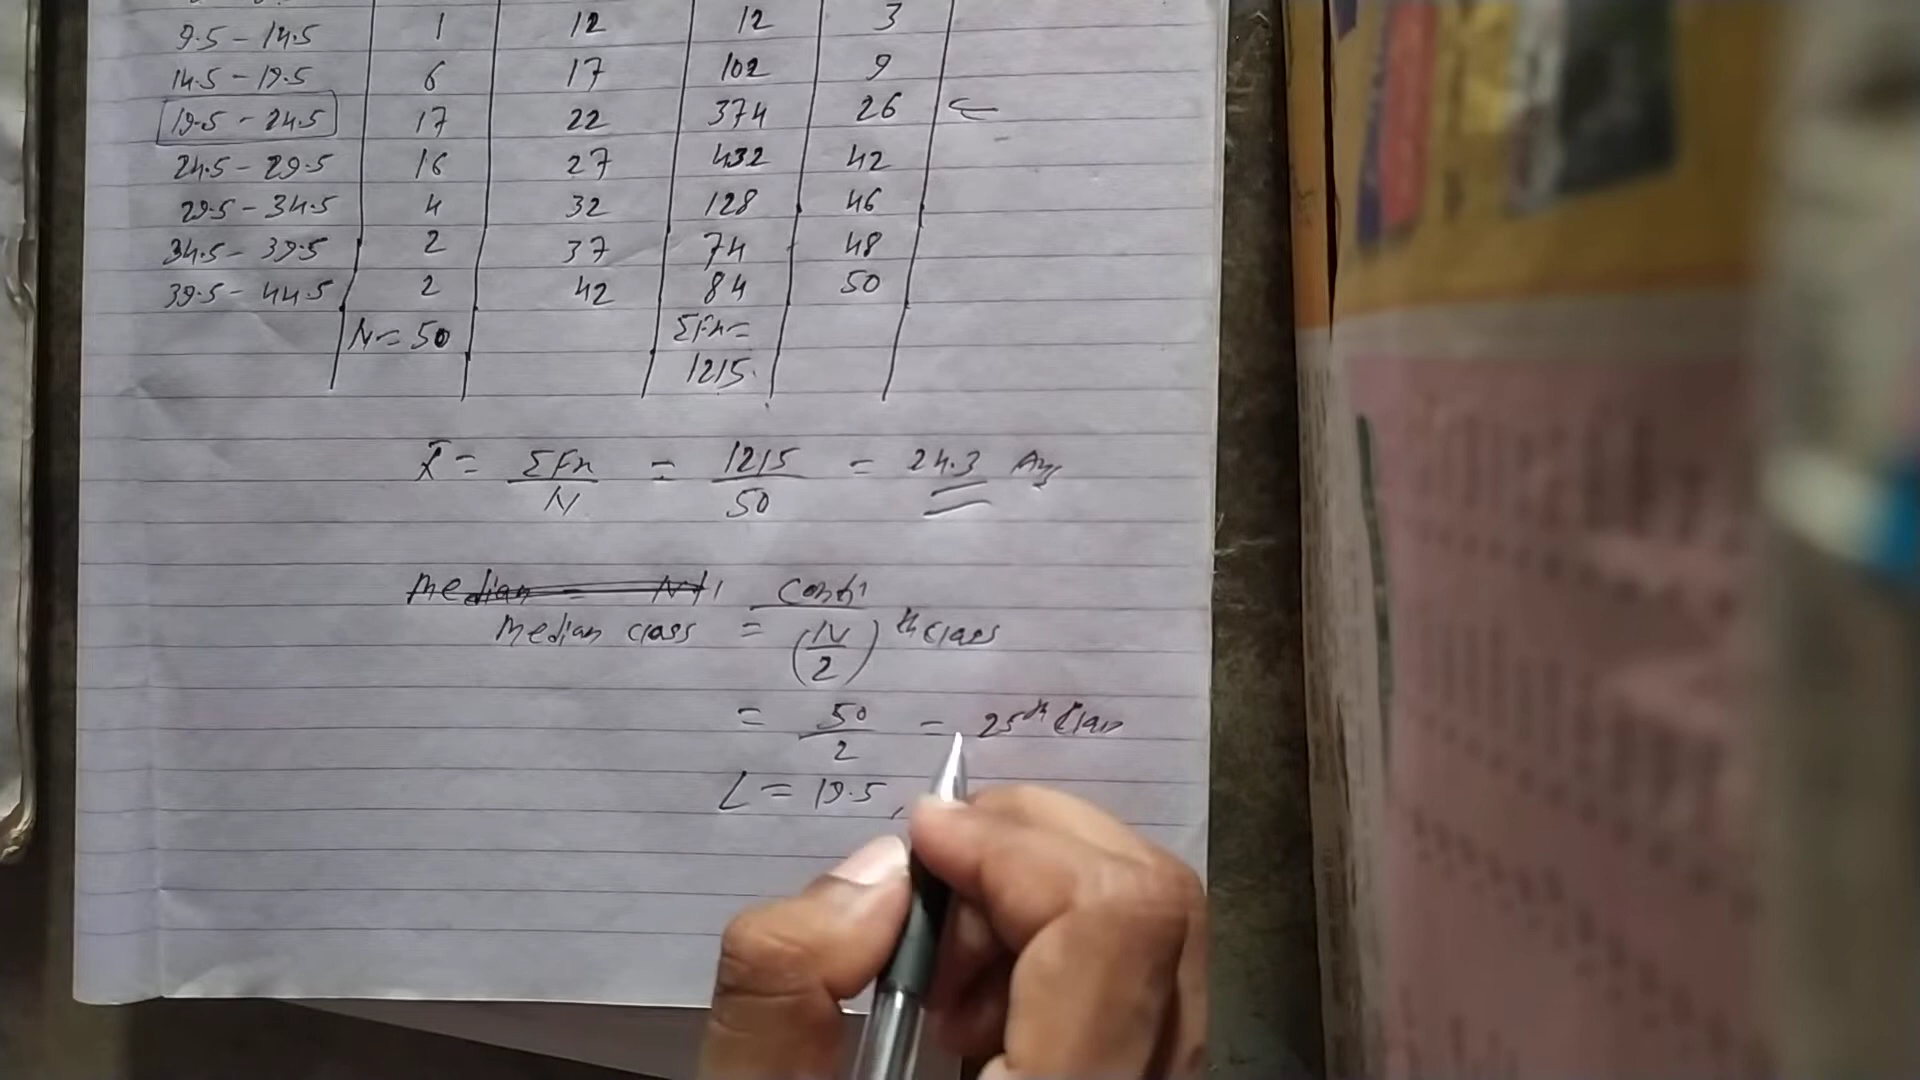 9.5 - 14.5 1 12 12 3
14.5 - 19.5 6 17 102 9
19.5 - 24.5 17 22 374 26 ←
24.5 - 29.5 16 27 432 42
29.5 - 34.5 4 32 128 46
34.5 - 39.5 2 37 74 48
39.5 - 44.5 2 42 84 50
N = 50 ΣFx =
1215.
x̄ = ΣFx / N = 1215 / 50 = 24.3 Ans
Median = N+1
Median class = (N/2)th class
= 50/2 = 25th class
L = 19.5,